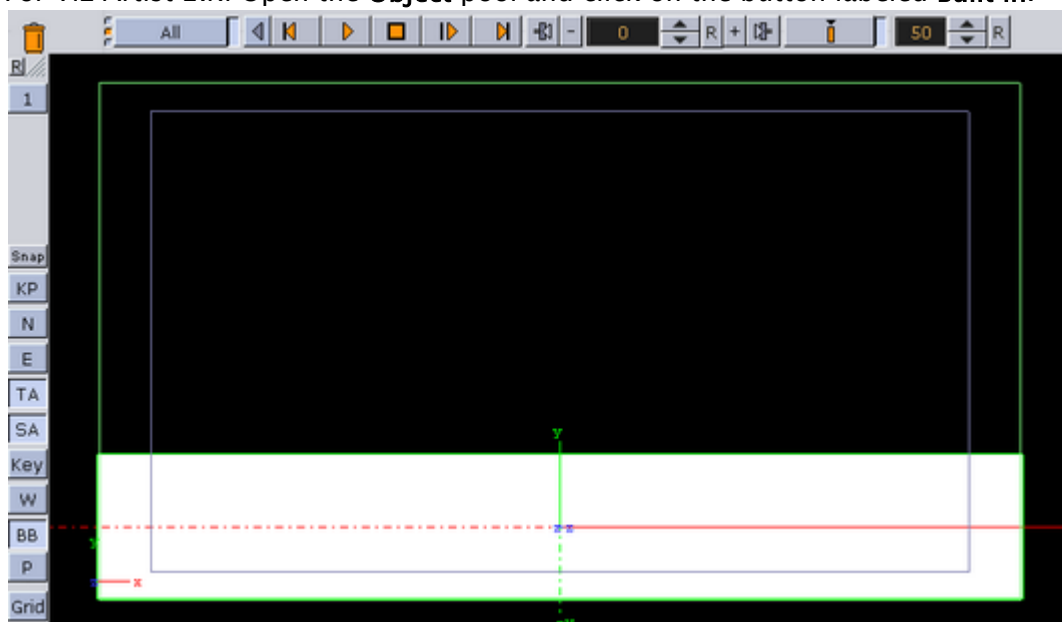 For Viz Artist 2.x: Open the Object pool and click on the button labeled Built In.
All - 0 R + 50 R
R
1
Snap
KP
N
E
TA
SA
Key
W
BB
P
Grid
y
x
y
z
x